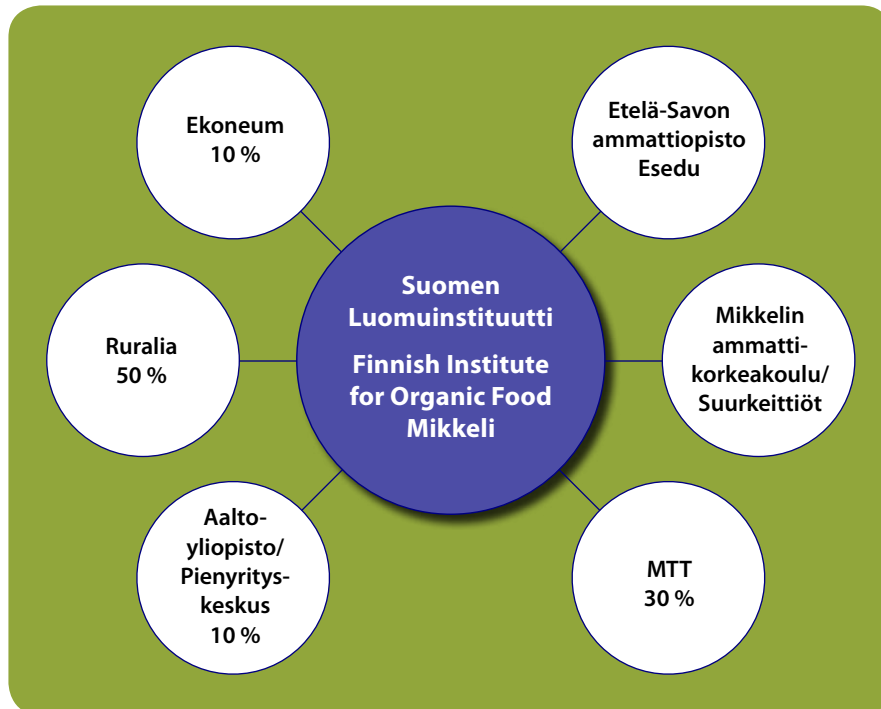 Ekoneum
10 %
Etelä-Savon
ammattiopisto
Esedu
Suomen
Luomuinstituutti
Finnish Institute
for Organic Food
Mikkeli
Ruralia
50 %
Mikkelin
ammatti-
korkeakoulu/
Suurkeittiöt
Aalto-
yliopisto/
Pienyritys-
keskus
10 %
MTT
30 %